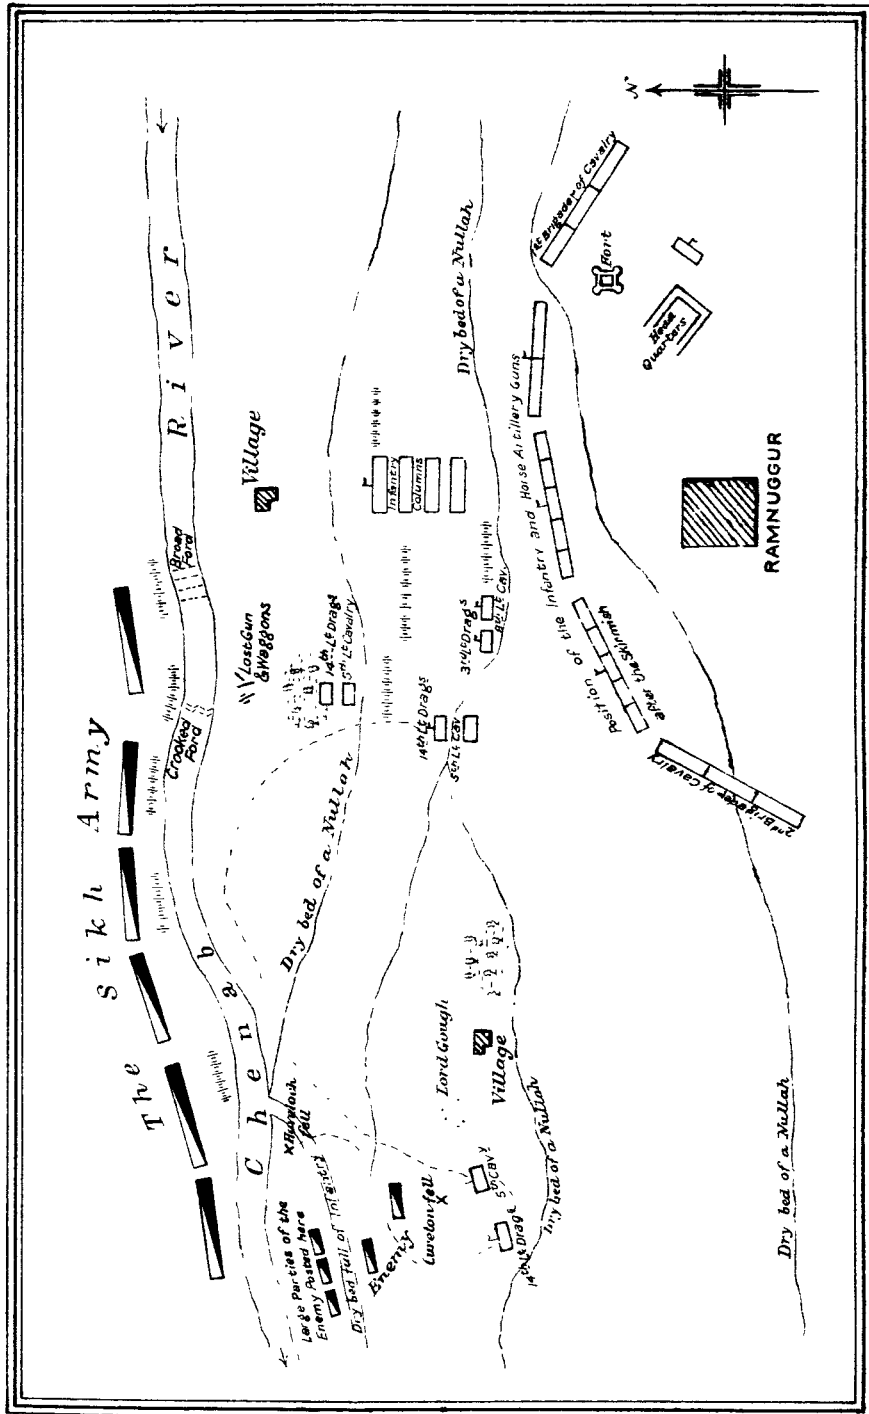 The Sikh Army
Crooked
Ford
Broad
Ford
Chenab River
Large Parties of the
Enemy Posted here
X Havelock
fell
Dry bed full of Infantry
Lost Gun
& Waggons
Village
14th Lt Drags
5th Lt Cavalry
Dry bed of a Nullah
Enemy
Cureton fell
X
Lord Gough
14th Lt Drags
5th Lt Cav
Infantry
Columns
5th Cavy
14th Lt Drags
Village
3rd Lt Drags
8th Lt Cav.
Dry bed of a Nullah
Dry bed of a Nullah
1st Brigade of Cavalry
Position of the Infantry and Horse Artillery Guns
after the Skirmish
2nd Brigade of Cavalry
Fort
Head
Quarters
RAMNUGGUR
Dry bed of a Nullah
N